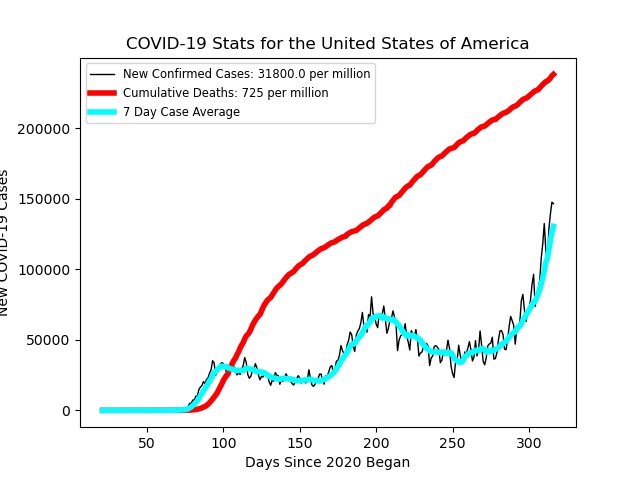 COVID-19 Stats for the United States of America
New Confirmed Cases: 31800.0 per million
Cumulative Deaths: 725 per million
7 Day Case Average
New COVID-19 Cases
200000
150000
100000
50000
0
50
100
150
200
250
300
Days Since 2020 Began